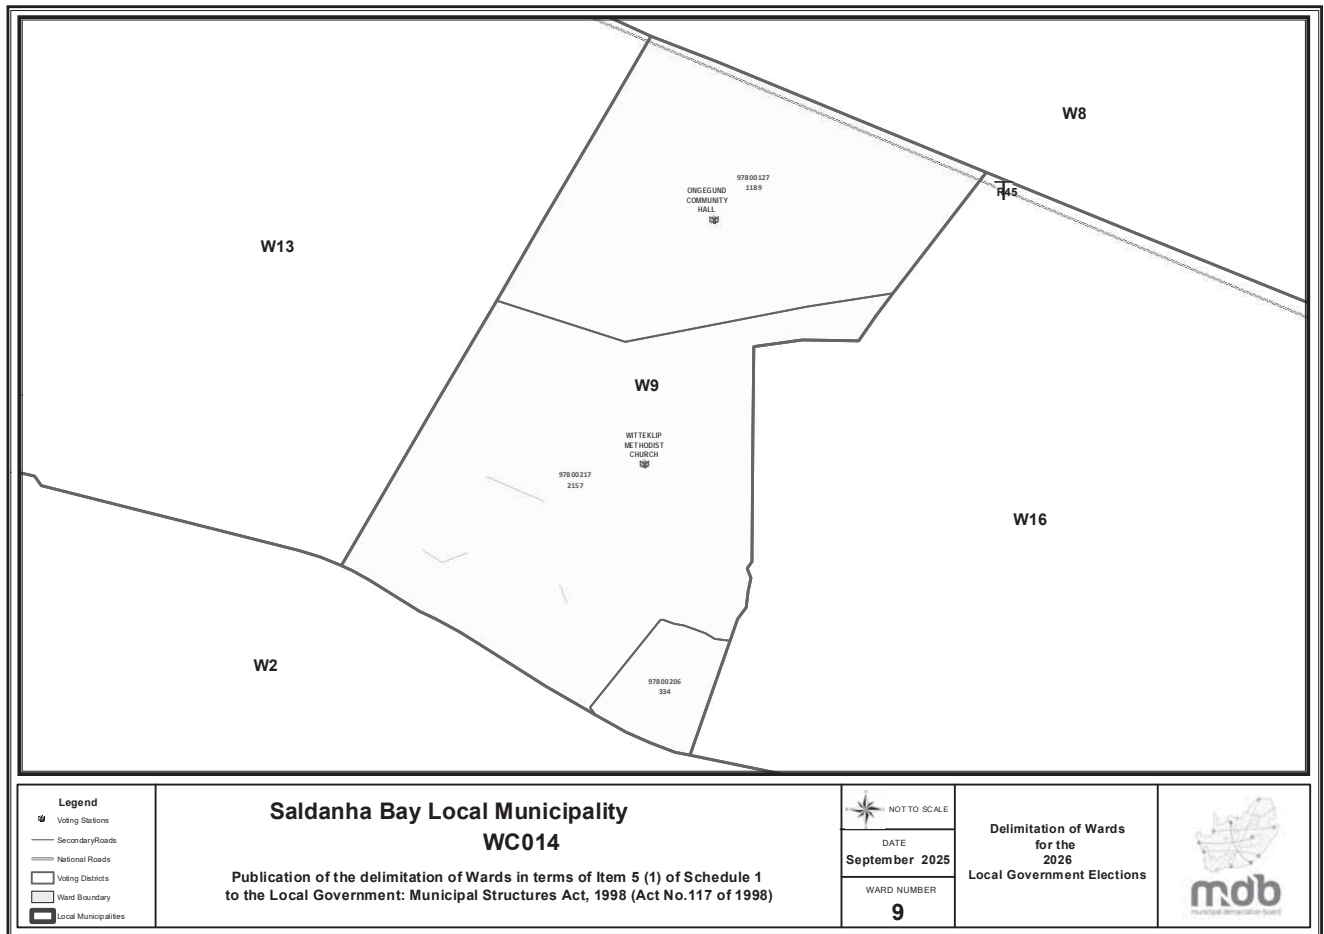 W8
R45
97800127
1189
ONGEGUND
COMMUNITY
HALL
W13
W9
WITTEKLIP
METHODIST
CHURCH
97800217
2157
W16
W2
97800206
334
Legend
Voting Stations
SecondaryRoads
National Roads
Voting Districts
Ward Boundary
Local Municipalities
Saldanha Bay Local Municipality
WC014
Publication of the delimitation of Wards in terms of Item 5 (1) of Schedule 1
to the Local Government: Municipal Structures Act, 1998 (Act No.117 of 1998)
NOT TO SCALE
DATE
September 2025
WARD NUMBER
9
Delimitation of Wards
for the
2026
Local Government Elections
mdb
municipal demarcation board